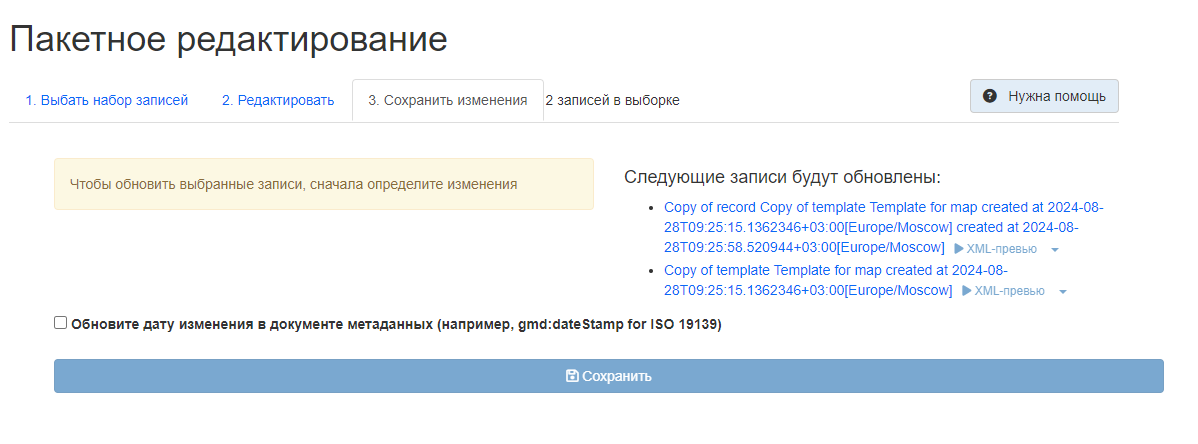 Пакетное редактирование
1. Выбать набор записей
2. Редактировать
3. Сохранить изменения
2 записей в выборке
Нужна помощь
Чтобы обновить выбранные записи, сначала определите изменения
Следующие записи будут обновлены:
Copy of record Copy of template Template for map created at 2024-08-
28T09:25:15.1362346+03:00[Europe/Moscow] created at 2024-08-
28T09:25:58.520944+03:00[Europe/Moscow] XML-превью
Copy of template Template for map created at 2024-08-
28T09:25:15.1362346+03:00[Europe/Moscow] XML-превью
Обновите дату изменения в документе метаданных (например, gmd:dateStamp for ISO 19139)
Сохранить